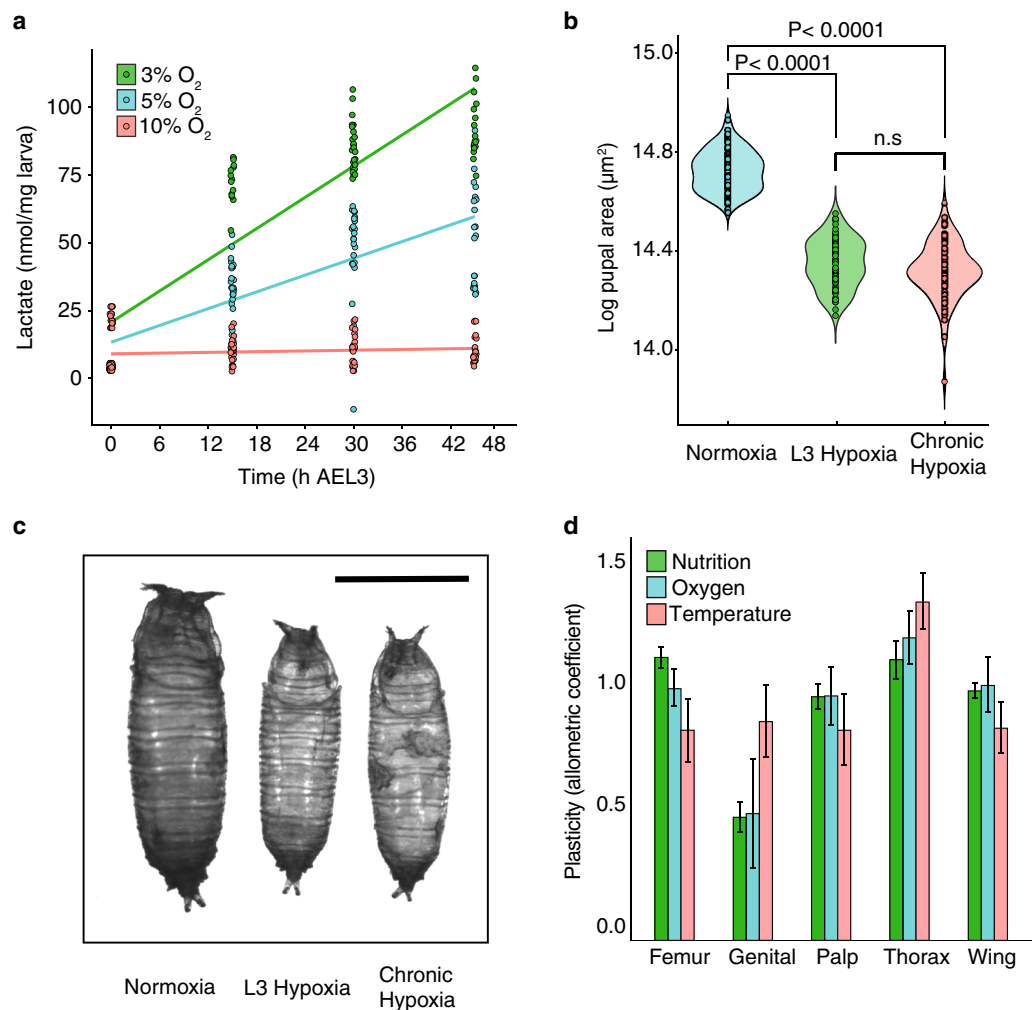 a
3% O₂
5% O₂
10% O₂
Lactate (nmol/mg larva)
100
75
50
25
0
0 6 12 18 24 30 36 42 48
Time (h AEL3)
b
P< 0.0001
P< 0.0001
n.s
Log pupal area (µm²)
15.0
14.8
14.4
14.0
Normoxia L3 Hypoxia Chronic
Hypoxia
c
Normoxia L3 Hypoxia Chronic
Hypoxia
d
Nutrition
Oxygen
Temperature
Plasticity (allometric coefficient)
1.5
1.0
0.5
0.0
Femur Genital Palp Thorax Wing